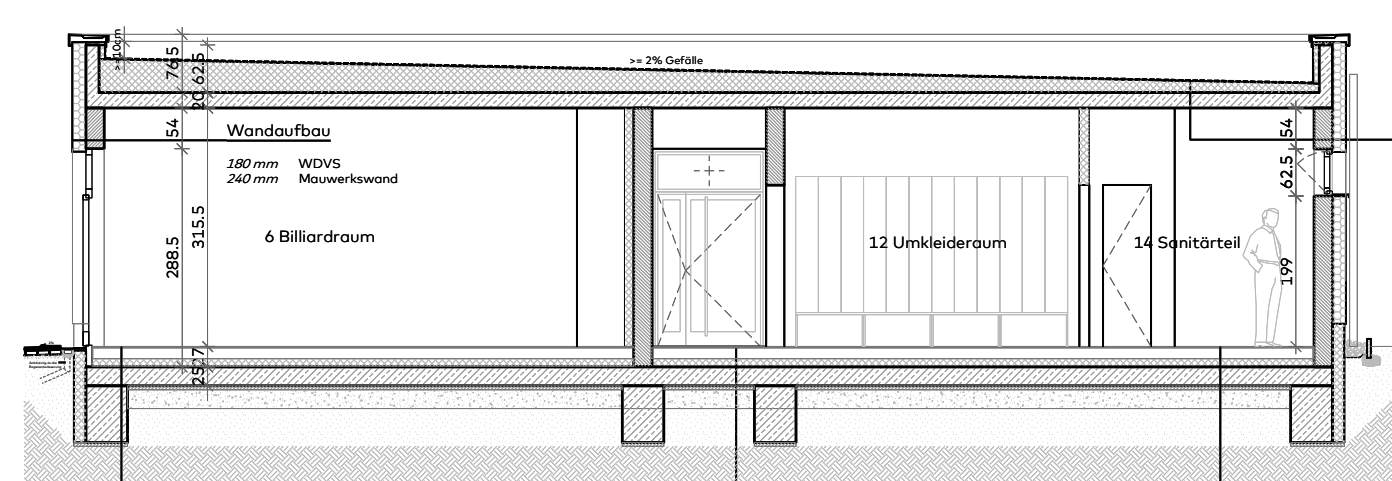 >=10cm
76.5
62.5
20
>= 2% Gefälle
54
Wandaufbau
180 mm WDVS
240 mm Mauwerkswand
54
62.5
315.5
288.5
6 Billiardraum
12 Umkleideraum
14 Sanitärteil
199
27
25